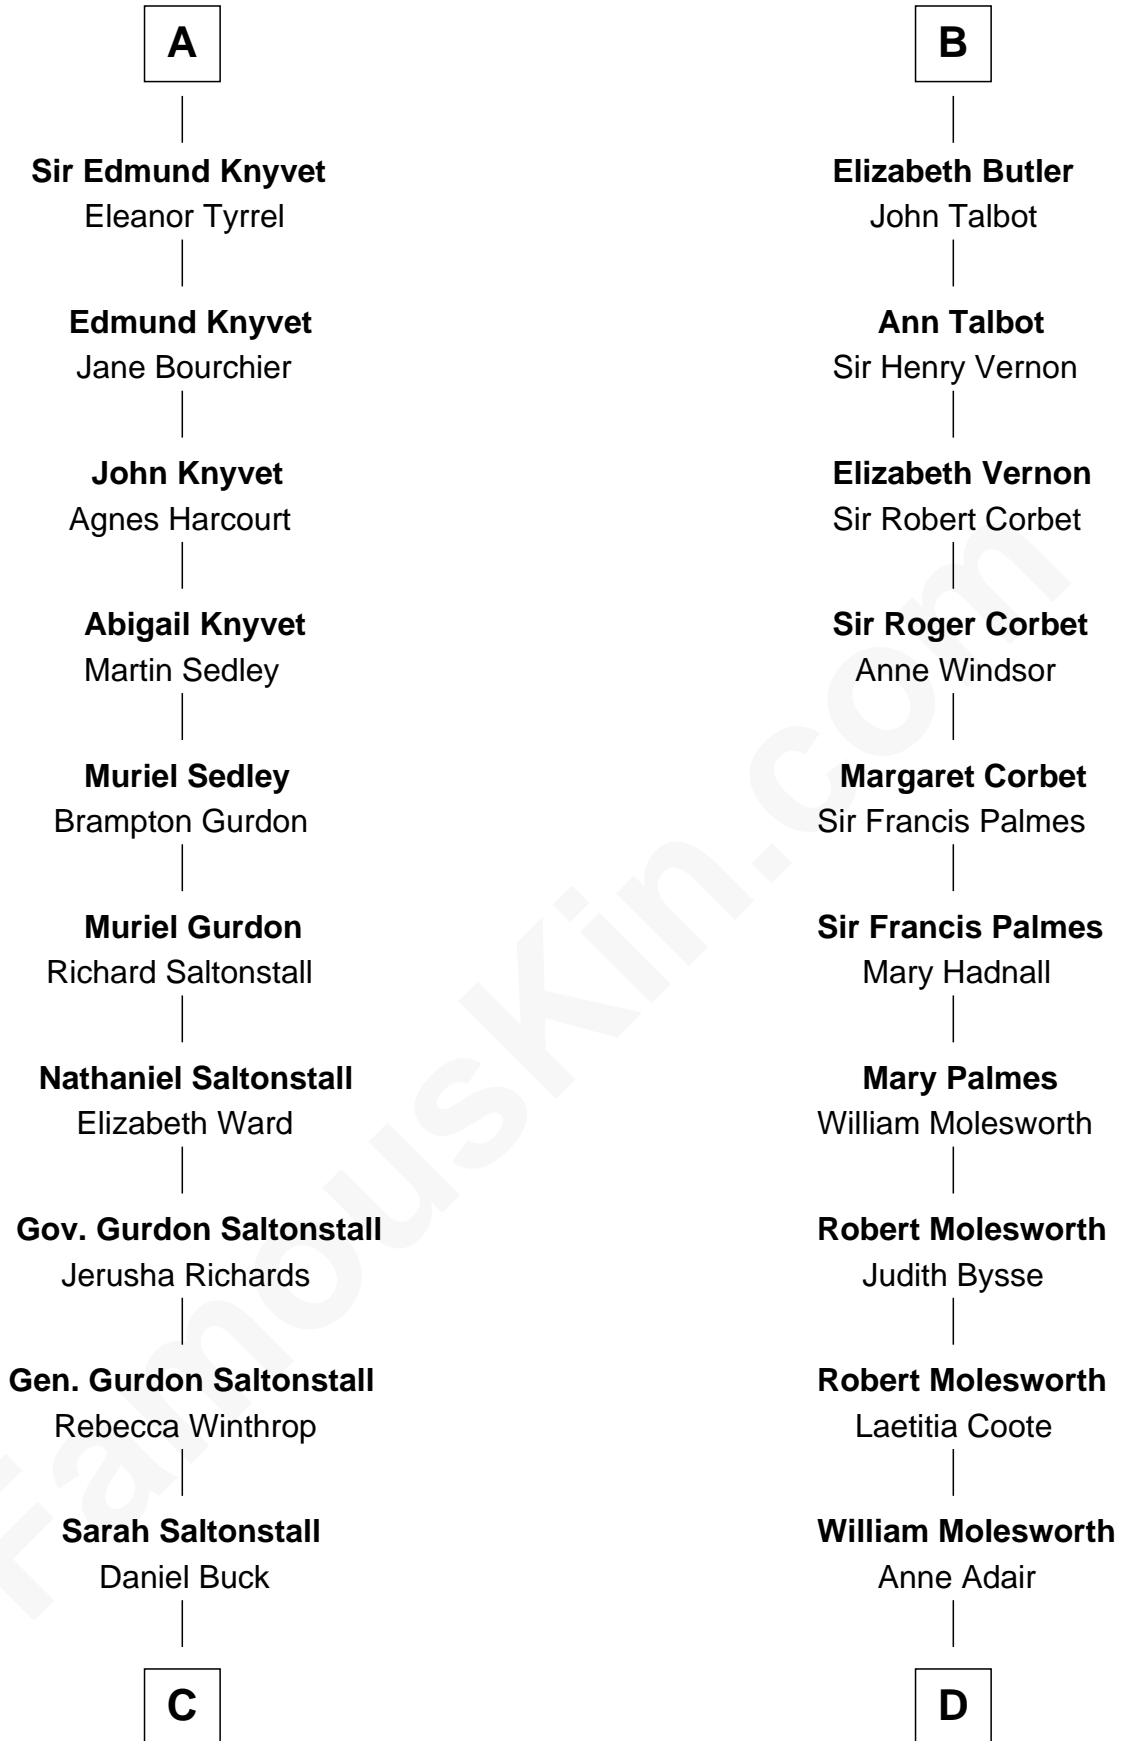 A
Sir Edmund Knyvet
Eleanor Tyrrel
Edmund Knyvet
Jane Bourchier
John Knyvet
Agnes Harcourt
Abigail Knyvet
Martin Sedley
Muriel Sedley
Brampton Gurdon
Muriel Gurdon
Richard Saltonstall
Nathaniel Saltonstall
Elizabeth Ward
Gov. Gurdon Saltonstall
Jerusha Richards
Gen. Gurdon Saltonstall
Rebecca Winthrop
Sarah Saltonstall
Daniel Buck
C
B
Elizabeth Butler
John Talbot
Ann Talbot
Sir Henry Vernon
Elizabeth Vernon
Sir Robert Corbet
Sir Roger Corbet
Anne Windsor
Margaret Corbet
Sir Francis Palmes
Sir Francis Palmes
Mary Hadnall
Mary Palmes
William Molesworth
Robert Molesworth
Judith Bysse
Robert Molesworth
Laetitia Coote
William Molesworth
Anne Adair
D
FamousKin.com